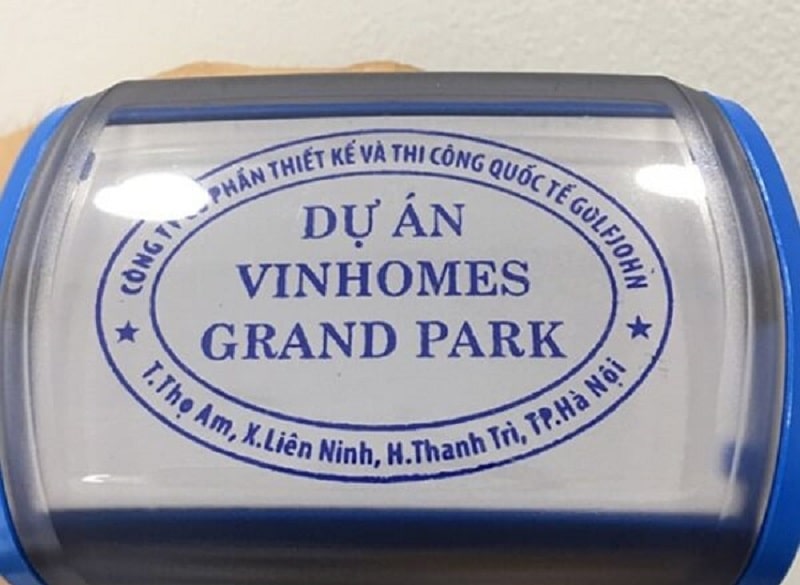 CÔNG TY PHẦN THIẾT KẾ VÀ THI CÔNG QUỐC TẾ GOLFJOHN
DỰ ÁN
VINHOMES
GRAND PARK
T.Thọ Am, X.Liên Ninh, H.Thanh Trì, TP.Hà Nội